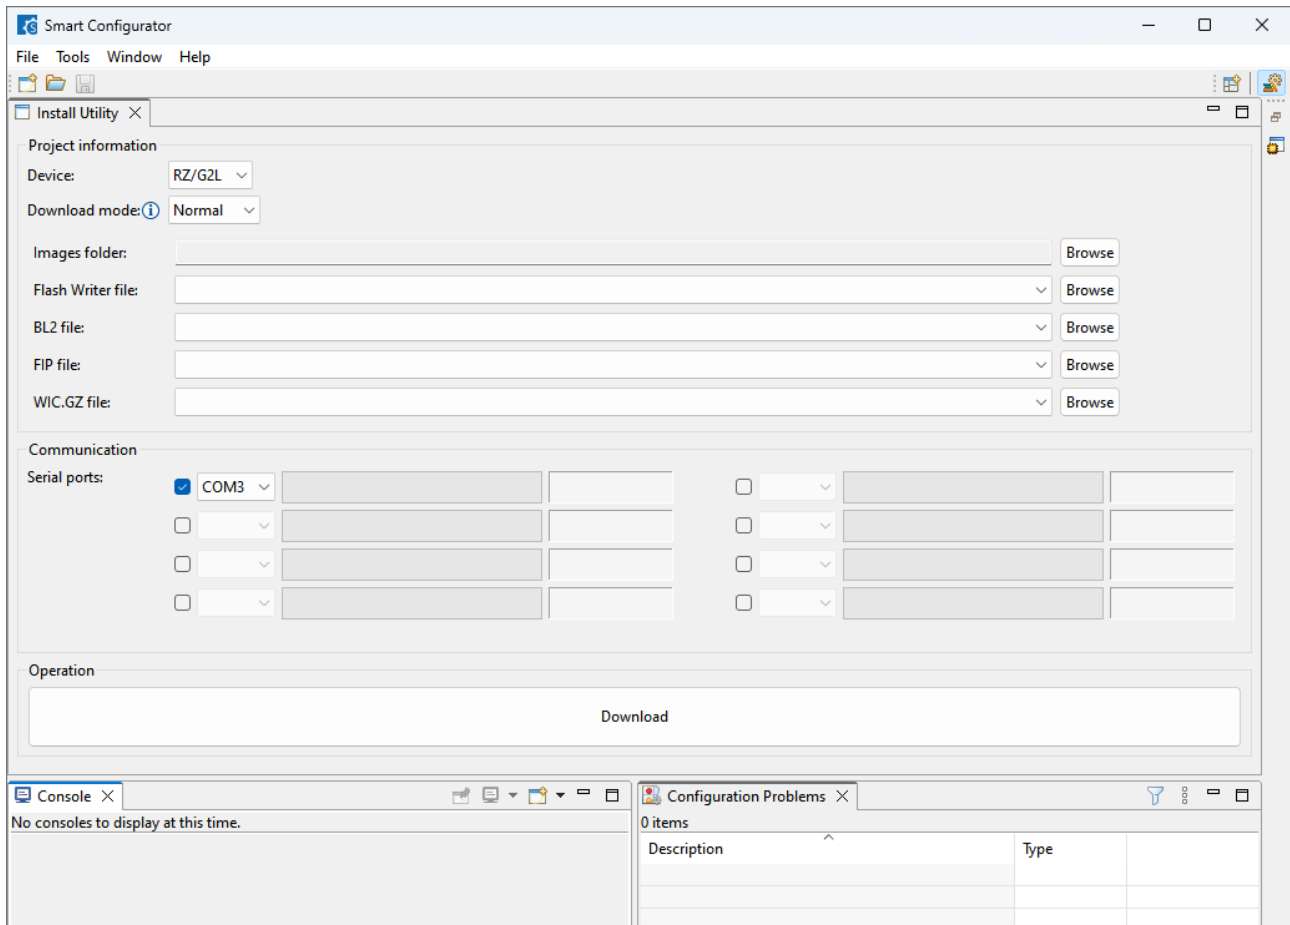 Smart Configurator
File Tools Window Help
Install Utility
Project information
Device: RZ/G2L
Download mode: Normal
Images folder: Browse
Flash Writer file: Browse
BL2 file: Browse
FIP file: Browse
WIC.GZ file: Browse
Communication
Serial ports: COM3
Operation
Download
Console
No consoles to display at this time.
Configuration Problems
0 items
Description Type